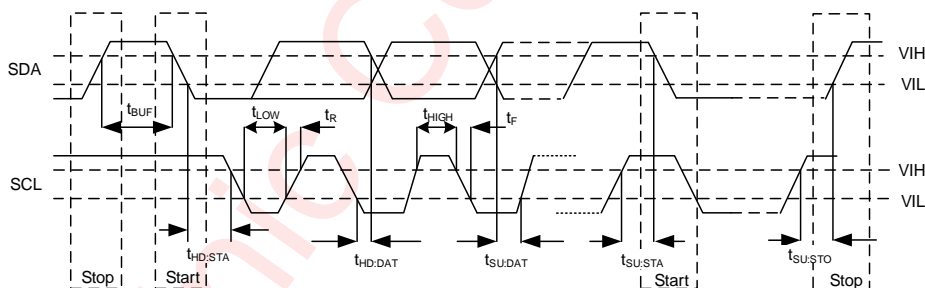 SDA
VIH
VIL
tBUF
tLOW
tR
tHIGH
tF
SCL
VIH
VIL
tHD:STA
tHD:DAT
tSU:DAT
tSU:STA
tSU:STO
Stop
Start
Start
Stop